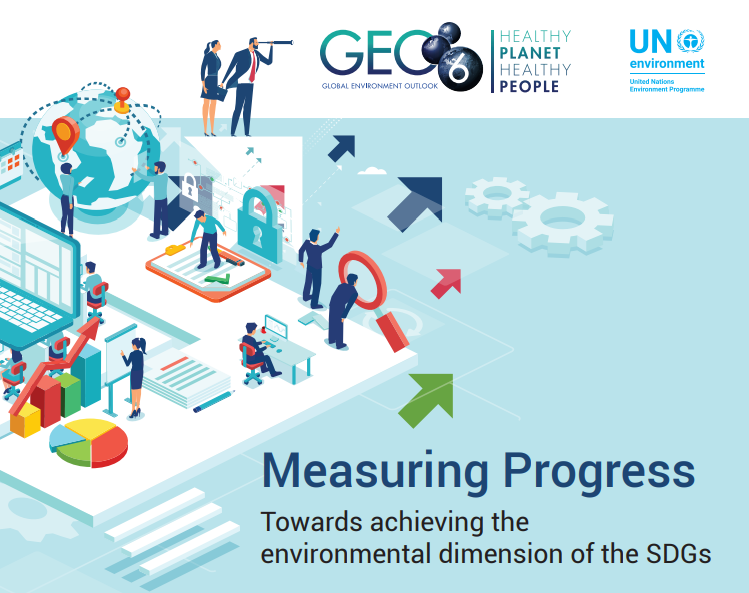 GEO 6
GLOBAL ENVIRONMENT OUTLOOK
HEALTHY
PLANET
HEALTHY
PEOPLE
UN
environment
United Nations
Environment Programme
Measuring Progress
Towards achieving the
environmental dimension of the SDGs